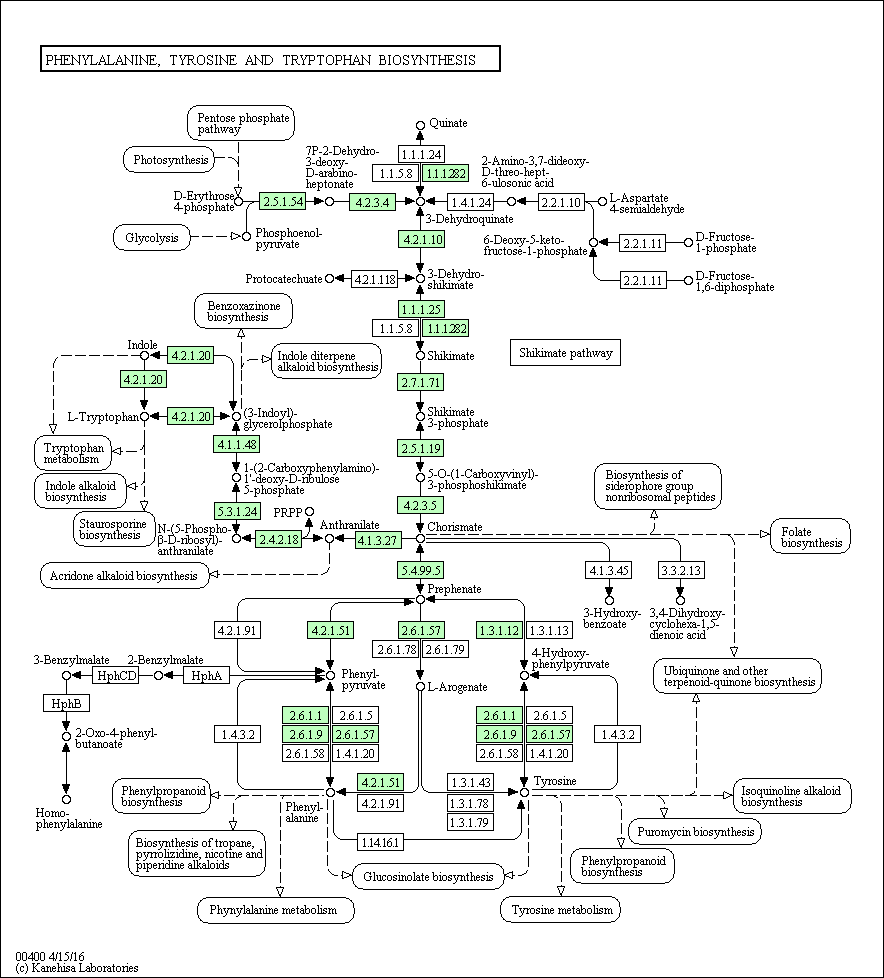 PHENYLALANINE, TYROSINE AND TRYPTOPHAN BIOSYNTHESIS
Pentose phosphate
pathway
Photosynthesis
Glycolysis
D-Erythrose
4-phosphate
Phosphoenol-
pyruvate
2.5.1.54
7P-2-Dehydro-
3-deoxy-
D-arabino-
heptonate
4.2.3.4
Quinate
1.1.1.24
1.1.5.8
1.1.1.282
3-Dehydroquinate
2-Amino-3,7-dideoxy-
D-threo-hept-
6-ulosonic acid
1.4.1.24
2.2.1.10
L-Aspartate
4-semialdehyde
6-Deoxy-5-keto-
fructose-1-phosphate
2.2.1.11
D-Fructose-
1-phosphate
2.2.1.11
D-Fructose-
1,6-diphosphate
4.2.1.10
Protocatechuate
4.2.1.118
3-Dehydro-
shikimate
1.1.1.25
1.1.5.8
1.1.1.282
Shikimate
Shikimate pathway
2.7.1.71
Shikimate
3-phosphate
2.5.1.19
5-O-(1-Carboxyvinyl)-
3-phosphoshikimate
4.2.3.5
Chorismate
Benzoxazinone
biosynthesis
Indole diterpene
alkaloid biosynthesis
Indole
4.2.1.20
4.2.1.20
L-Tryptophan
4.2.1.20
(3-Indoyl)-
glycerolphosphate
Tryptophan
metabolism
Indole alkaloid
biosynthesis
Staurosporine
biosynthesis
4.1.1.48
1-(2-Carboxyphenylamino)-
1'-deoxy-D-ribulose
5-phosphate
5.3.1.24
N-(5-Phospho-
β-D-ribosyl)-
anthranilate
2.4.2.18
PRPP
Anthranilate
4.1.3.27
Acridone alkaloid biosynthesis
Biosynthesis of
siderophore group
nonribosomal peptides
Folate
biosynthesis
4.1.3.45
3.3.2.13
3-Hydroxy-
benzoate
3,4-Dihydroxy-
cyclohexa-1,5-
dienoic acid
Ubiquinone and other
terpenoid-quinone biosynthesis
5.4.99.5
Prephenate
4.2.1.91
4.2.1.51
2.6.1.57
2.6.1.78
2.6.1.79
1.3.1.12
1.3.1.13
4-Hydroxy-
phenylpyruvate
3-Benzylmalate
2-Benzylmalate
HphCD
HphA
HphB
2-Oxo-4-phenyl-
butanoate
Homo-
phenylalanine
Phenyl-
pyruvate
L-Arogenate
1.4.3.2
2.6.1.1
2.6.1.5
2.6.1.9
2.6.1.57
2.6.1.58
1.4.1.20
2.6.1.1
2.6.1.5
2.6.1.9
2.6.1.57
2.6.1.58
1.4.1.20
1.4.3.2
Phenyl-
alanine
4.2.1.51
4.2.1.91
1.3.1.43
1.3.1.78
1.3.1.79
1.14.16.1
Tyrosine
Phenylpropanoid
biosynthesis
Biosynthesis of tropane,
pyrrolizidine, nicotine and
piperidine alkaloids
Phynylalanine metabolism
Glucosinolate biosynthesis
Tyrosine metabolism
Phenylpropanoid
biosynthesis
Puromycin biosynthesis
Isoquinoline alkaloid
biosynthesis
00400 4/15/16
(c) Kanehisa Laboratories